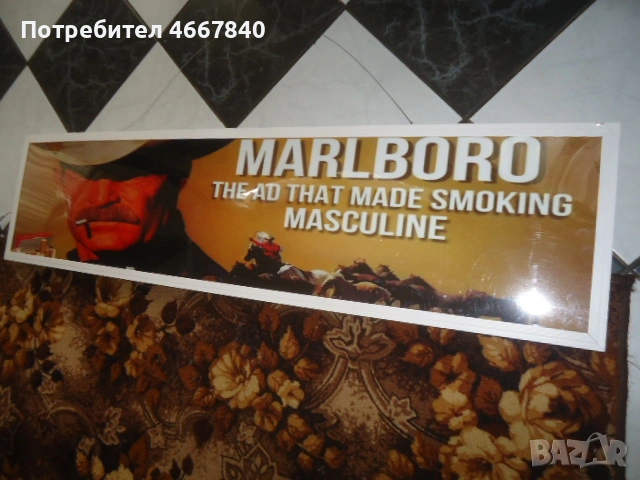 Потребител 4667840
MARLBORO
THE AD THAT MADE SMOKING
MASCULINE
BAZAR